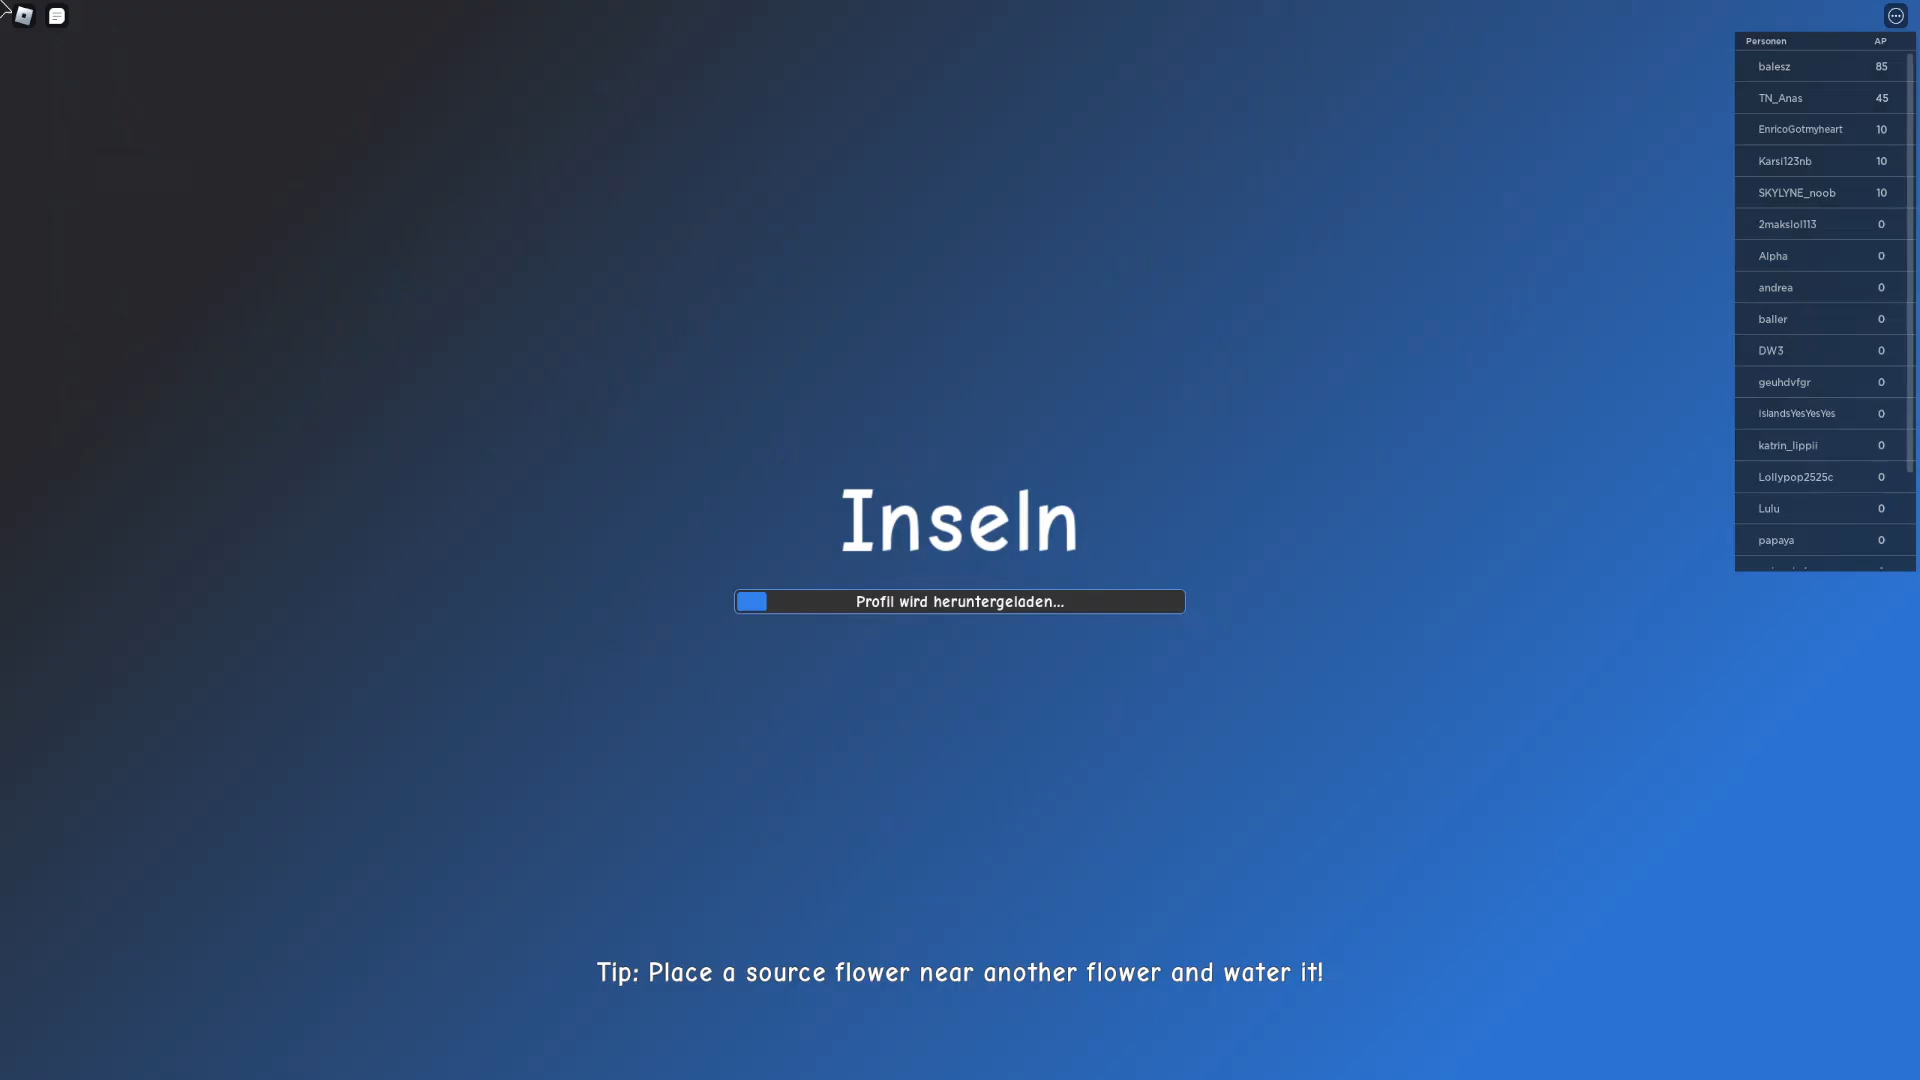 Personen AP
balesz 85
TN_Anas 45
EnricoGotmyheart 10
Karsi123nb 10
SKYLYNE_noob 10
2makslol113 0
Alpha 0
andrea 0
baller 0
DW3 0
geuhdvfgr 0
islandsYesYesYes 0
katrin_lippii 0
Lollypop2525c 0
Lulu 0
papaya 0
Inseln
Profil wird heruntergeladen...
Tip: Place a source flower near another flower and water it!